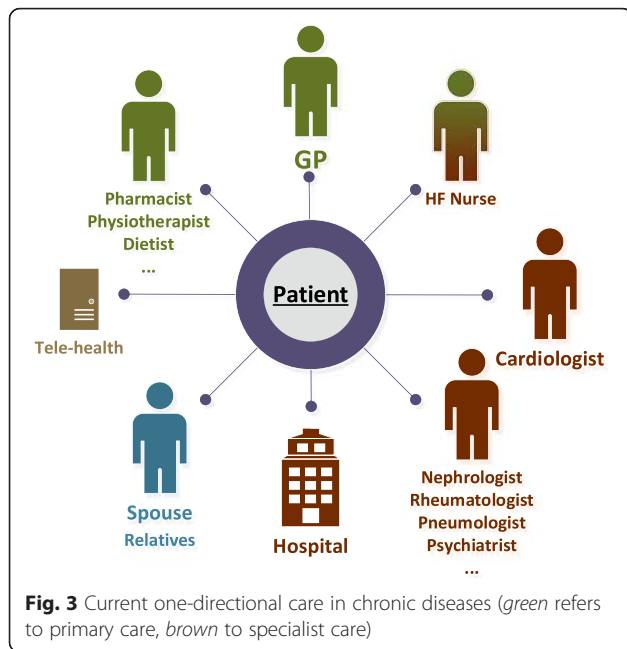 GP
Pharmacist
Physiotherapist
Dietist
...
HF Nurse
Patient
Tele-health
Cardiologist
Spouse
Relatives
Hospital
Nephrologist
Rheumatologist
Pneumologist
Psychiatrist
...
Fig. 3 Current one-directional care in chronic diseases (green refers
to primary care, brown to specialist care)